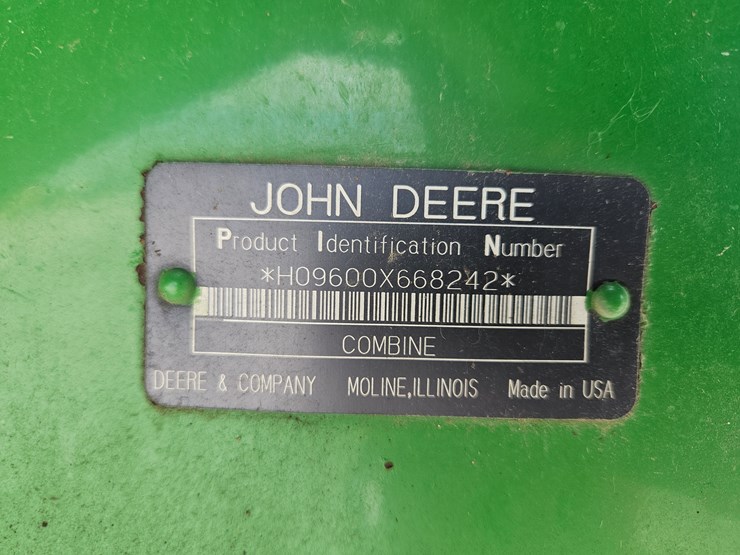 JOHN DEERE
Product Identification Number
*H09600X668242*
COMBINE
DEERE & COMPANY MOLINE,ILLINOIS Made in USA